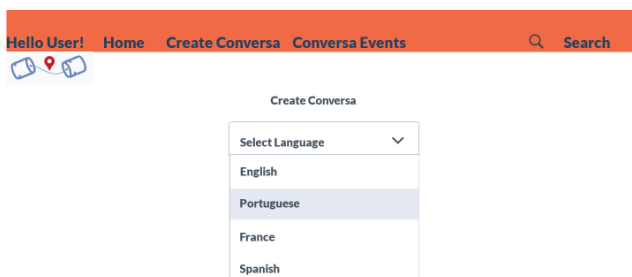 Hello User! Home Create Conversa Conversa Events Search
Create Conversa
Select Language
English
Portuguese
France
Spanish